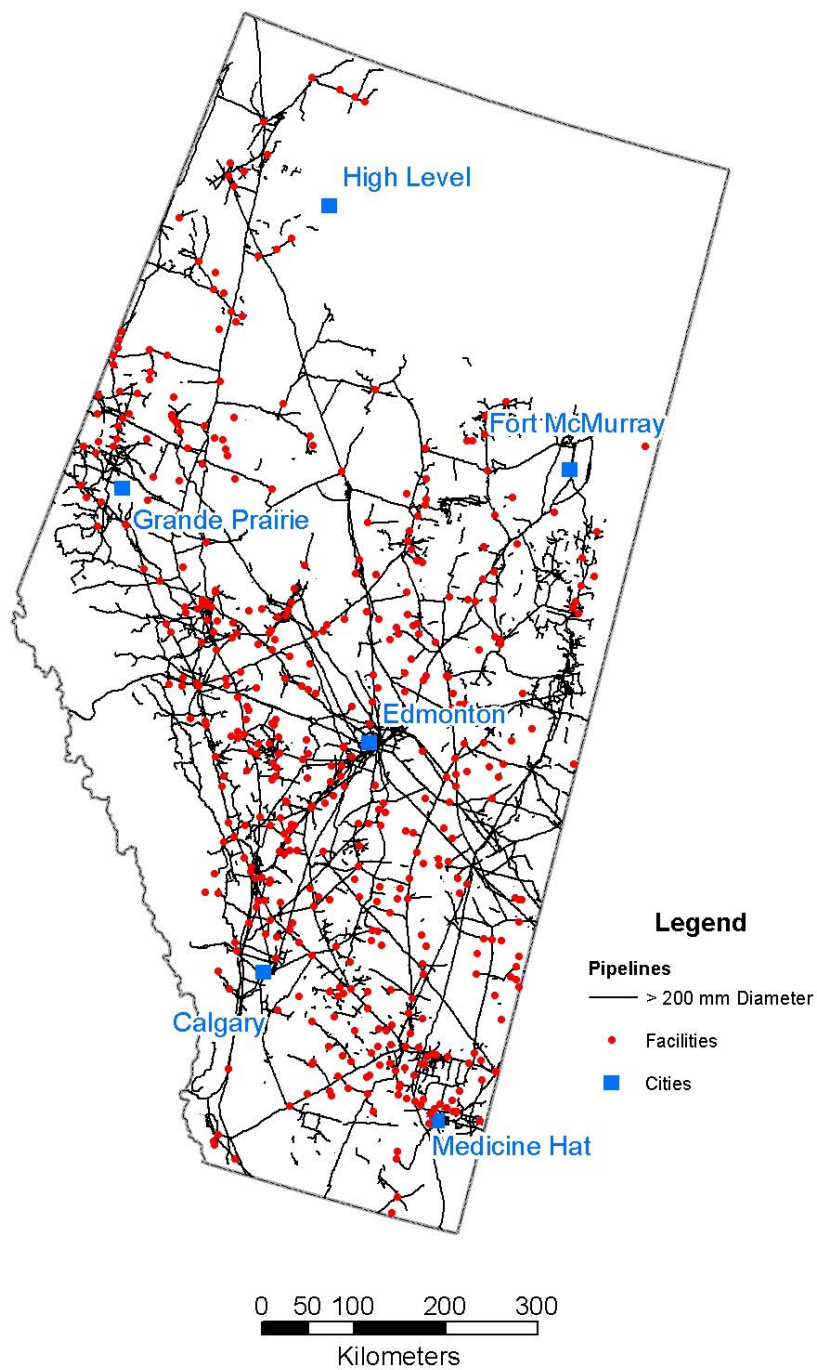 High Level
Fort McMurray
Grande Prairie
Edmonton
Legend
Pipelines
> 200 mm Diameter
Calgary
Facilities
Cities
Medicine Hat
0 50 100 200 300
Kilometers